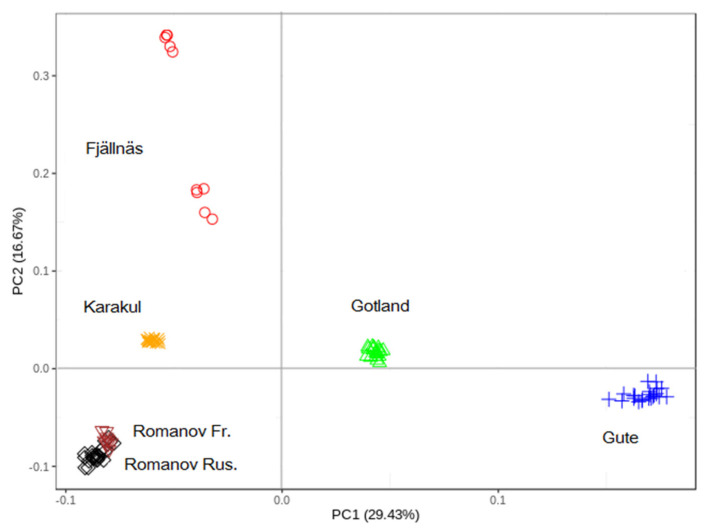 0.3
Fjällnäs
0.2
PC2 (16.67%)
0.1
Karakul
Gotland
0.0
Romanov Fr.
Gute
Romanov Rus.
-0.1
-0.1
0.0
0.1
PC1 (29.43%)